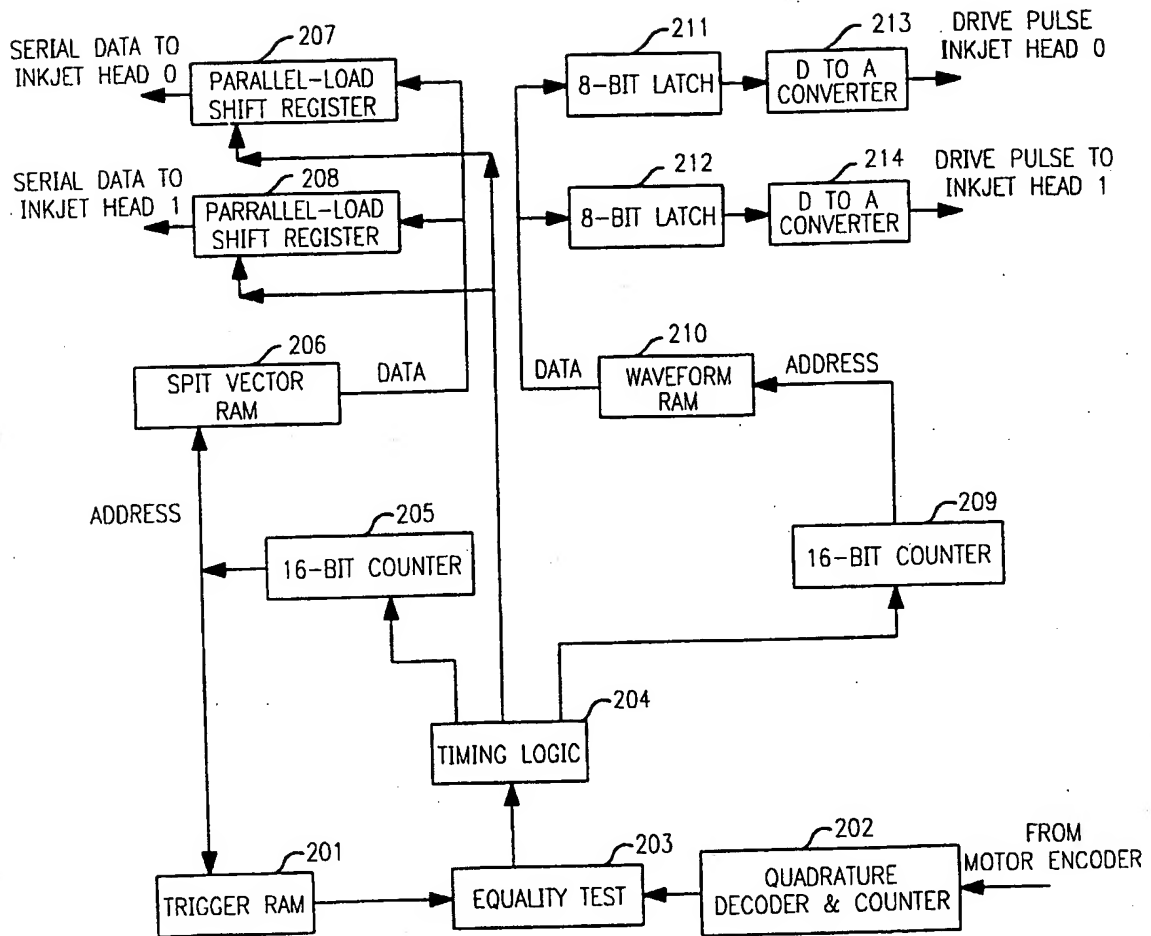 SERIAL DATA TO
INKJET HEAD 0
207
PARALLEL-LOAD
SHIFT REGISTER
211
8-BIT LATCH
213
D TO A
CONVERTER
DRIVE PULSE
INKJET HEAD 0
SERIAL DATA TO
INKJET HEAD 1
208
PARRALLEL-LOAD
SHIFT REGISTER
212
8-BIT LATCH
214
D TO A
CONVERTER
DRIVE PULSE TO
INKJET HEAD 1
206
SPIT VECTOR
RAM
DATA
DATA
210
WAVEFORM
RAM
ADDRESS
ADDRESS
205
16-BIT COUNTER
209
16-BIT COUNTER
204
TIMING LOGIC
201
TRIGGER RAM
203
EQUALITY TEST
202
QUADRATURE
DECODER & COUNTER
FROM
MOTOR ENCODER